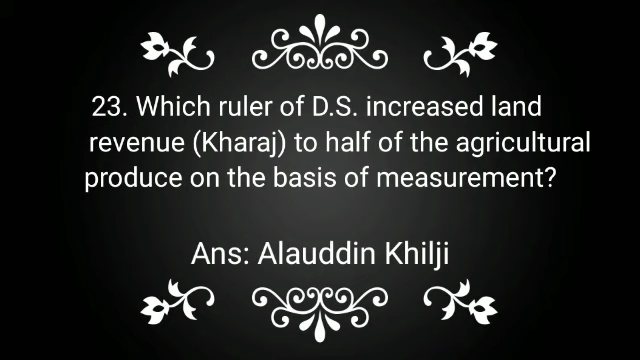 23. Which ruler of D.S. increased land
revenue (Kharaj) to half of the agricultural
produce on the basis of measurement?
Ans: Alauddin Khilji